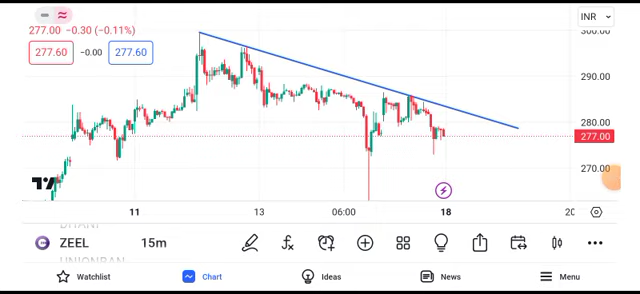 INR
277.00 −0.30 (−0.11%)
300.00
277.60 −0.00 277.60
290.00
280.00
277.00
270.00
11 13 06:00 18 20
ZEEL 15m
UNIONBAN
Watchlist Chart Ideas News Menu